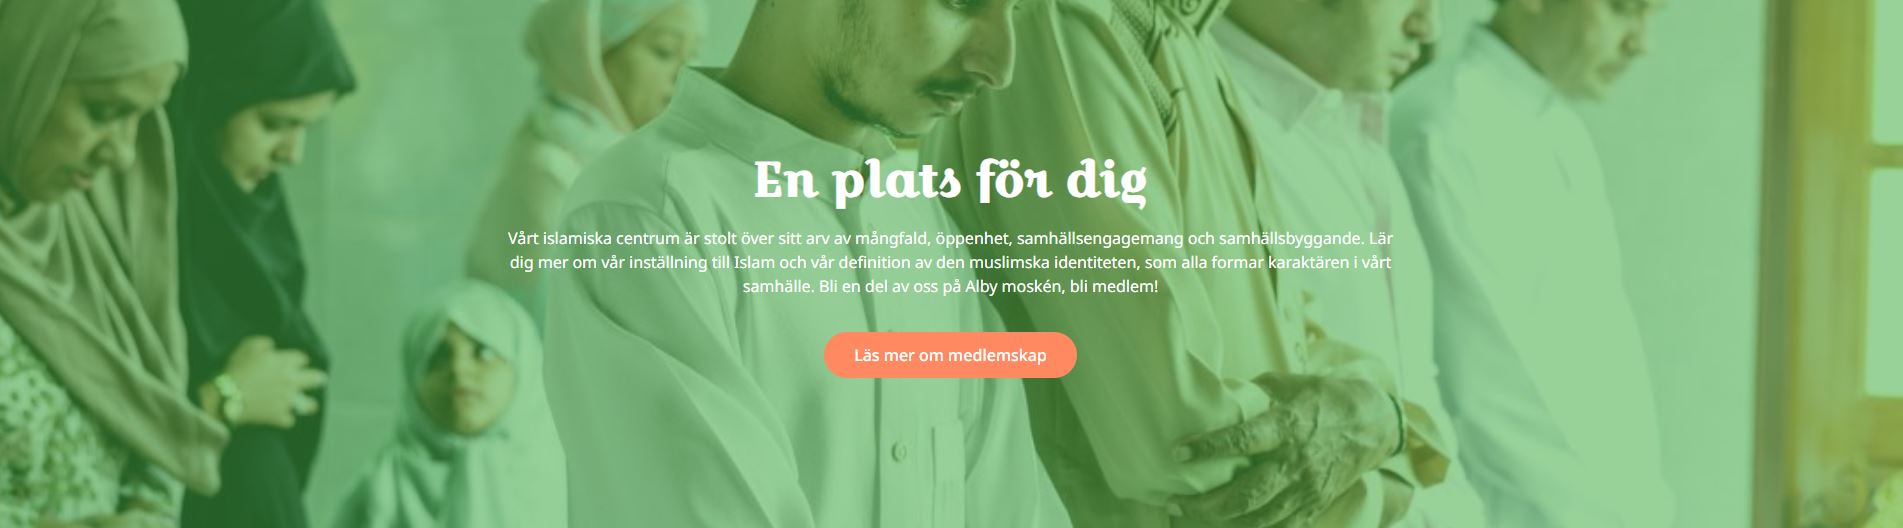 En plats för dig
Vårt islamiska centrum är stolt över sitt arv av mångfald, öppenhet, samhällsengagemang och samhällsbyggande. Lär
dig mer om vår inställning till Islam och vår definition av den muslimska identiteten, som alla formar karaktären i vårt
samhälle. Bli en del av oss på Alby moskén, bli medlem!
Läs mer om medlemskap